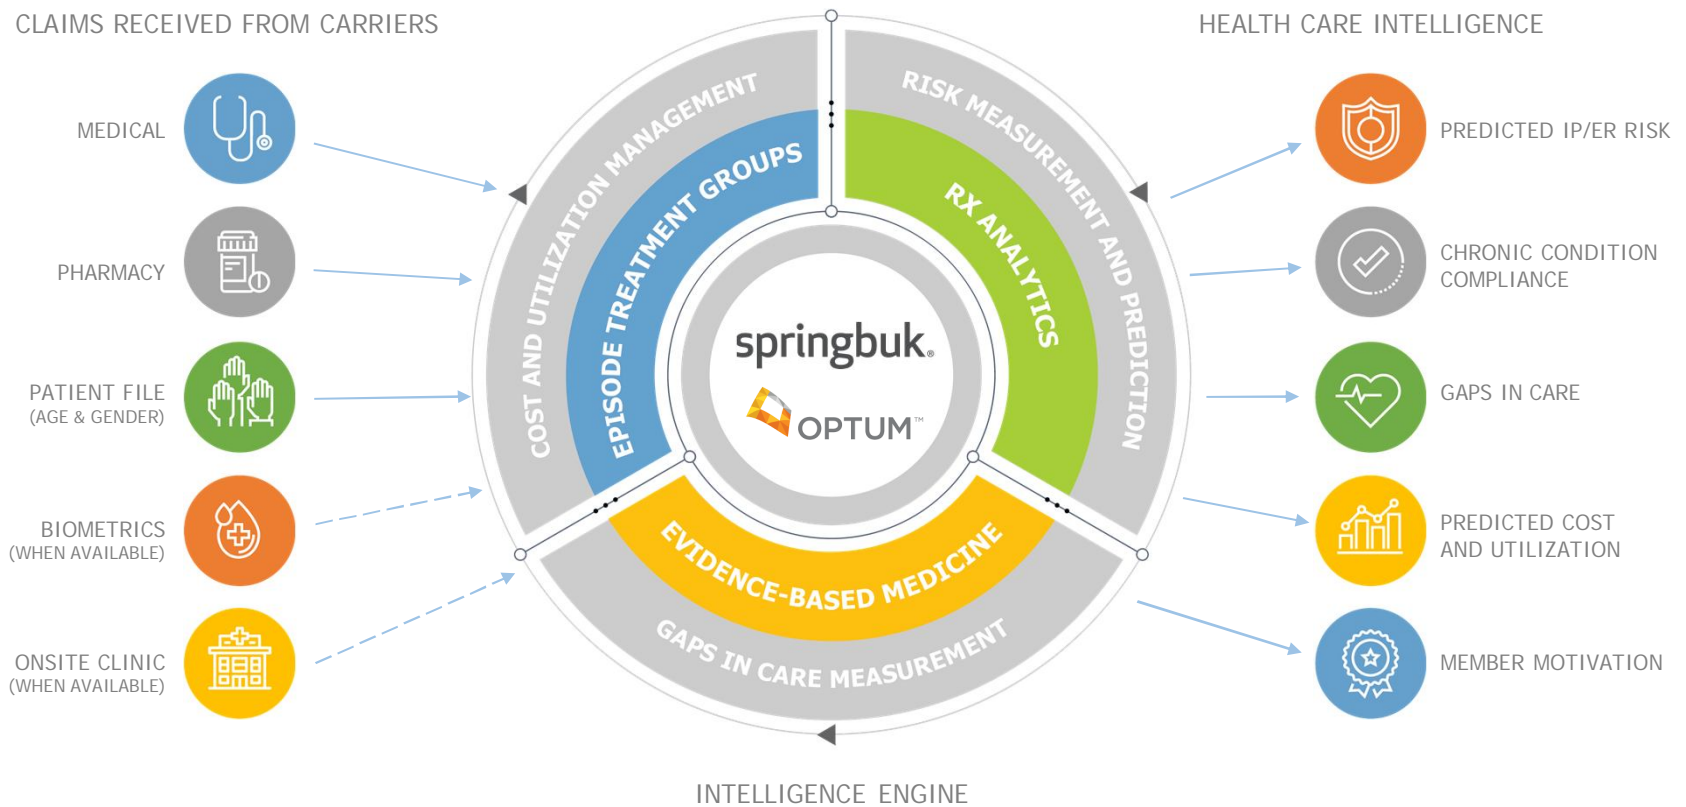 CLAIMS RECEIVED FROM CARRIERS
MEDICAL
PHARMACY
PATIENT FILE
(AGE & GENDER)
BIOMETRICS
(WHEN AVAILABLE)
ONSITE CLINIC
(WHEN AVAILABLE)
COST AND UTILIZATION MANAGEMENT
EPISODE TREATMENT GROUPS
RISK MEASUREMENT AND PREDICTION
RX ANALYTICS
springbuk®
OPTUM™
EVIDENCE-BASED MEDICINE
GAPS IN CARE MEASUREMENT
INTELLIGENCE ENGINE
HEALTH CARE INTELLIGENCE
PREDICTED IP/ER RISK
CHRONIC CONDITION
COMPLIANCE
GAPS IN CARE
PREDICTED COST
AND UTILIZATION
MEMBER MOTIVATION